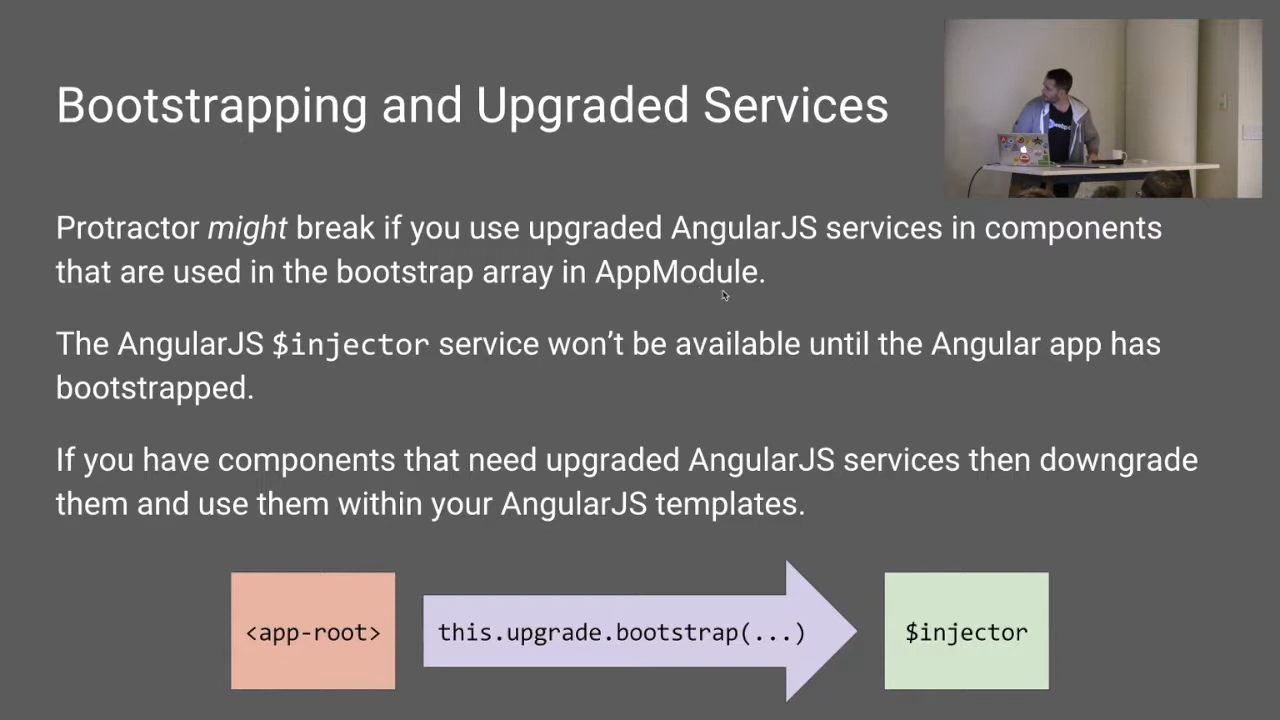 Bootstrapping and Upgraded Services
Protractor might break if you use upgraded AngularJS services in components
that are used in the bootstrap array in AppModule.
The AngularJS $injector service won’t be available until the Angular app has
bootstrapped.
If you have components that need upgraded AngularJS services then downgrade
them and use them within your AngularJS templates.
<app-root>
this.upgrade.bootstrap(...)
$injector